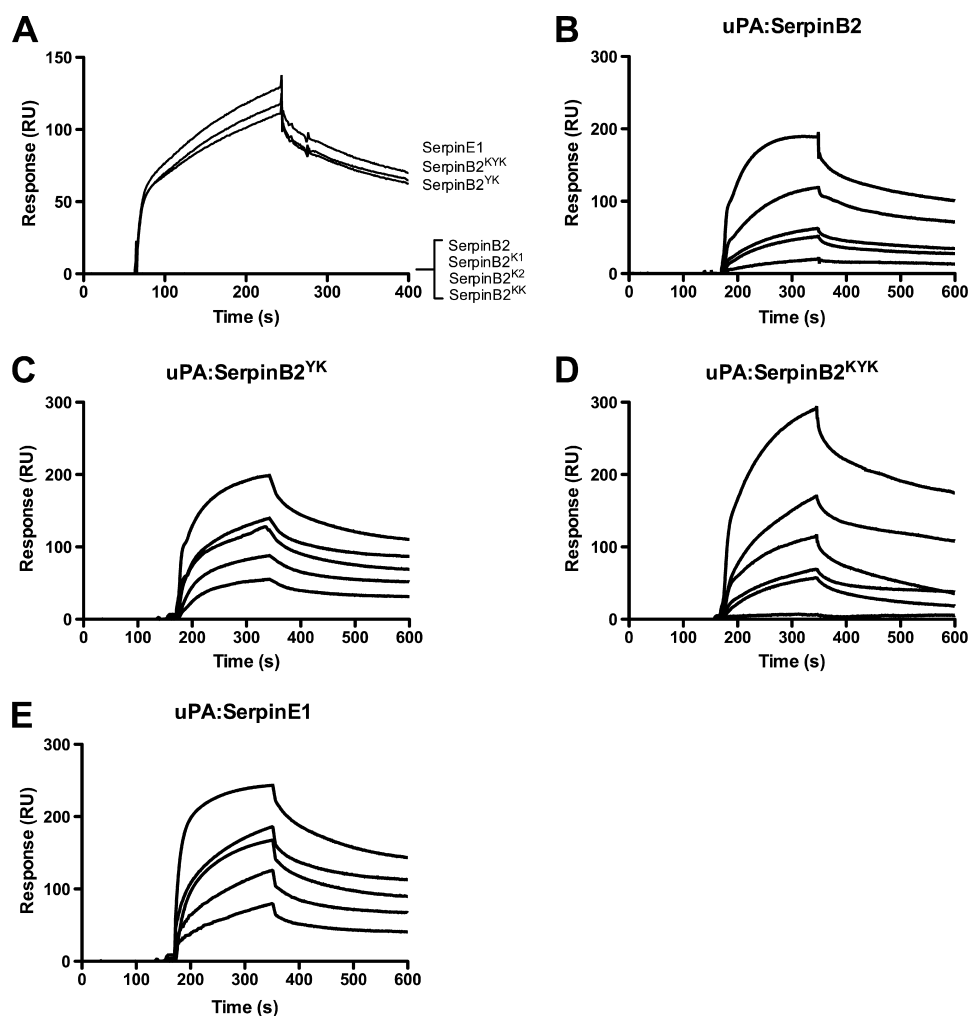 A
150
100
50
0
Response (RU)
0 100 200 300 400
Time (s)
SerpinE1
SerpinB2KYK
SerpinB2YK
SerpinB2
SerpinB2K1
SerpinB2K2
SerpinB2KK
B
uPA:SerpinB2
300
200
100
0
Response (RU)
0 100 200 300 400 500 600
Time (s)
C
uPA:SerpinB2YK
300
200
100
0
Response (RU)
0 100 200 300 400 500 600
Time (s)
D
uPA:SerpinB2KYK
300
200
100
0
Response (RU)
0 100 200 300 400 500 600
Time (s)
E
uPA:SerpinE1
300
200
100
0
Response (RU)
0 100 200 300 400 500 600
Time (s)